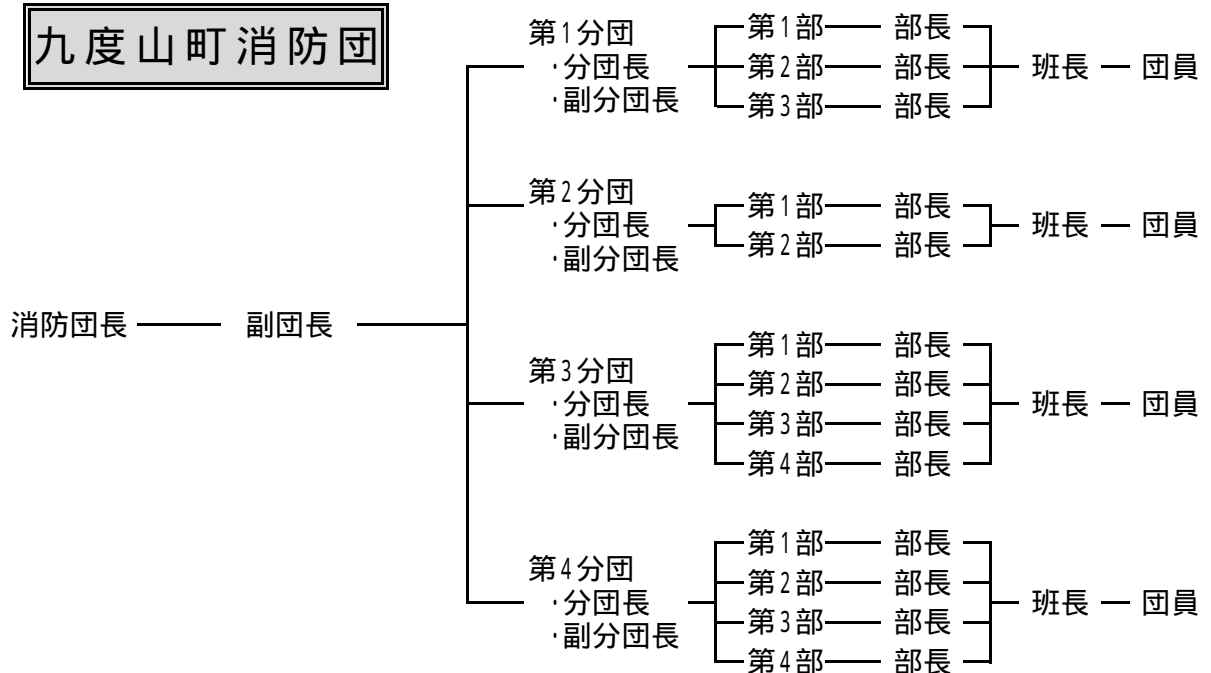 九度山町消防団
第1分団
・分団長
・副分団長
第1部 部長
第2部 部長
第3部 部長
班長 団員
第2分団
・分団長
・副分団長
第1部 部長
第2部 部長
班長 団員
消防団長 副団長
第3分団
・分団長
・副分団長
第1部 部長
第2部 部長
第3部 部長
第4部 部長
班長 団員
第4分団
・分団長
・副分団長
第1部 部長
第2部 部長
第3部 部長
第4部 部長
班長 団員